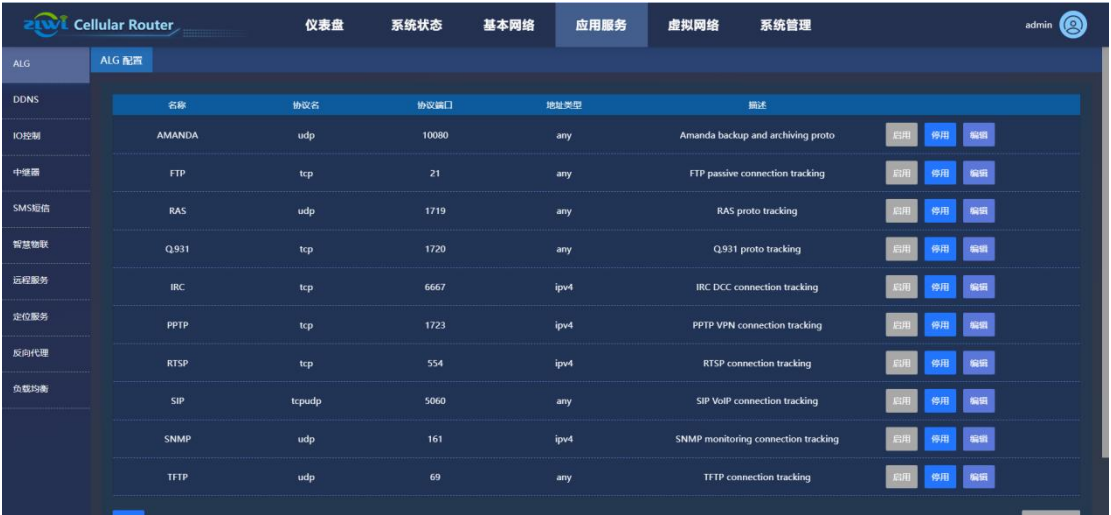 ziwi Cellular Router
仪表盘 系统状态 基本网络 应用服务 虚拟网络 系统管理 admin
ALG
DDNS
IO控制
中继器
SMS短信
智慧物联
远程服务
定位服务
反向代理
负载均衡
ALG 配置
名称 协议名 协议端口 地址类型 描述
AMANDA udp 10080 any Amanda backup and archiving proto 启用 停用 编辑
FTP tcp 21 any FTP passive connection tracking 启用 停用 编辑
RAS udp 1719 any RAS proto tracking 启用 停用 编辑
Q.931 tcp 1720 any Q.931 proto tracking 启用 停用 编辑
IRC tcp 6667 ipv4 IRC DCC connection tracking 启用 停用 编辑
PPTP tcp 1723 ipv4 PPTP VPN connection tracking 启用 停用 编辑
RTSP tcp 554 ipv4 RTSP connection tracking 启用 停用 编辑
SIP tcpudp 5060 any SIP VoIP connection tracking 启用 停用 编辑
SNMP udp 161 ipv4 SNMP monitoring connection tracking 启用 停用 编辑
TFTP udp 69 any TFTP connection tracking 启用 停用 编辑